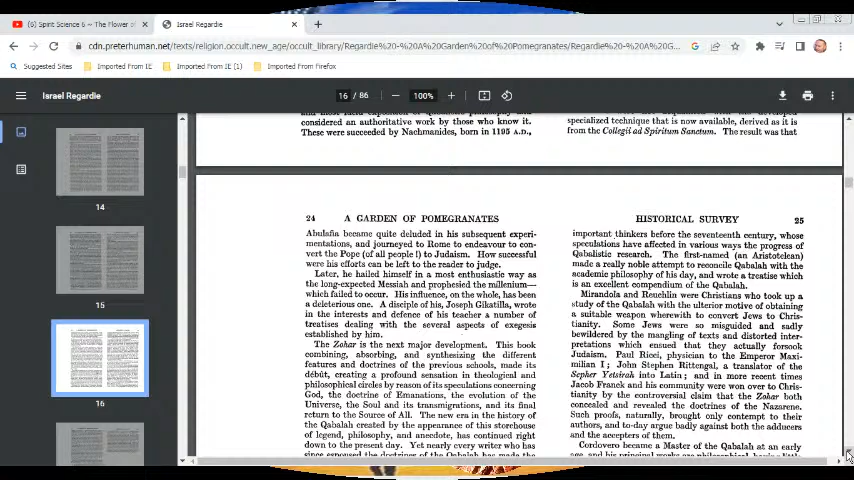 (6) Spirit Science 6 ~ The Flower of
Israel Regardie
cdn.preterhuman.net/texts/religion.occult.new_age/occult_library/Regardie%20-%20A%20Garden%20of%20Pomegranates/Regardie%20-%20A%20G...
Suggested Sites
Imported From IE
Imported From IE (1)
Imported From Firefox
Israel Regardie
16 / 86
100%
14
15
16
considered an authoritative work by those who know it.
These were succeeded by Nachmanides, born in 1195 A.D.,
specialized technique that is now available, derived as it is
from the Collegii ad Spiritum Sanctum. The result was that
24 A GARDEN OF POMEGRANATES
Abulafia became quite deluded in his subsequent experi-
mentations, and journeyed to Rome to endeavour to con-
vert the Pope (of all people!) to Judaism. How successful
were his efforts can be left to the reader to judge.
Later, he hailed himself in a most enthusiastic way as
the long-expected Messiah and prophesied the millenium—
which failed to occur. His influence, on the whole, has been
a deleterious one. A disciple of his, Joseph Gikatilla, wrote
in the interests and defence of his teacher a number of
treatises dealing with the several aspects of exegesis
established by him.
The Zohar is the next major development. This book
combining, absorbing, and synthesizing the different
features and doctrines of the previous schools, made its
début, creating a profound sensation in theological and
philosophical circles by reason of its speculations concerning
God, the doctrine of Emanations, the evolution of the
Universe, the Soul and its transmigrations, and its final
return to the Source of All. The new era in the history of
the Qabalah created by the appearance of this storehouse
of legend, philosophy, and anecdote, has continued right
down to the present day. Yet nearly every writer who has
since espoused the doctrines of the Qabalah has made the
HISTORICAL SURVEY 25
important thinkers before the seventeenth century, whose
speculations have affected in various ways the progress of
Qabalistic research. The first-named (an Aristotelean)
made a really noble attempt to reconcile Qabalah with the
academic philosophy of his day, and wrote a treatise which
is an excellent compendium of the Qabalah.
Mirandola and Reuchlin were Christians who took up a
study of the Qabalah with the ulterior motive of obtaining
a suitable weapon wherewith to convert Jews to Chris-
tianity. Some Jews were so misguided and sadly
bewildered by the mangling of texts and distorted inter-
pretations which ensued that they actually forsook
Judaism. Paul Ricci, physician to the Emperor Maxi-
milian I; John Stephen Rittengal, a translator of the
Sepher Yetsirah into Latin; and in more recent times
Jacob Franck and his community were won over to Chris-
tianity by the controversial claim that the Zohar both
concealed and revealed the doctrines of the Nazarene.
Such proofs, naturally, brought only contempt to their
authors, and to-day argue badly against both the adducers
and the accepters of them.
Cordovero became a Master of the Qabalah at an early